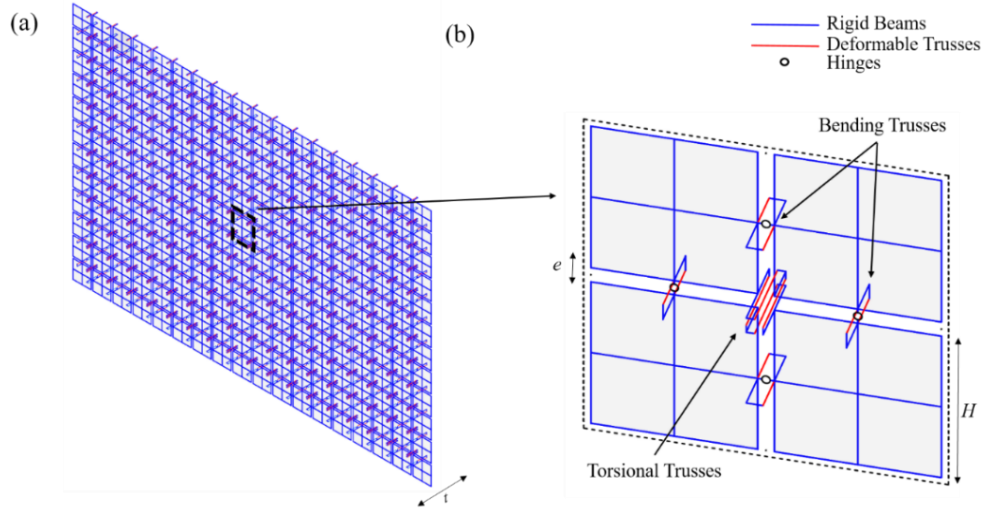 (a)
(b)
Rigid Beams
Deformable Trusses
Hinges
Bending Trusses
e
H
Torsional Trusses
t